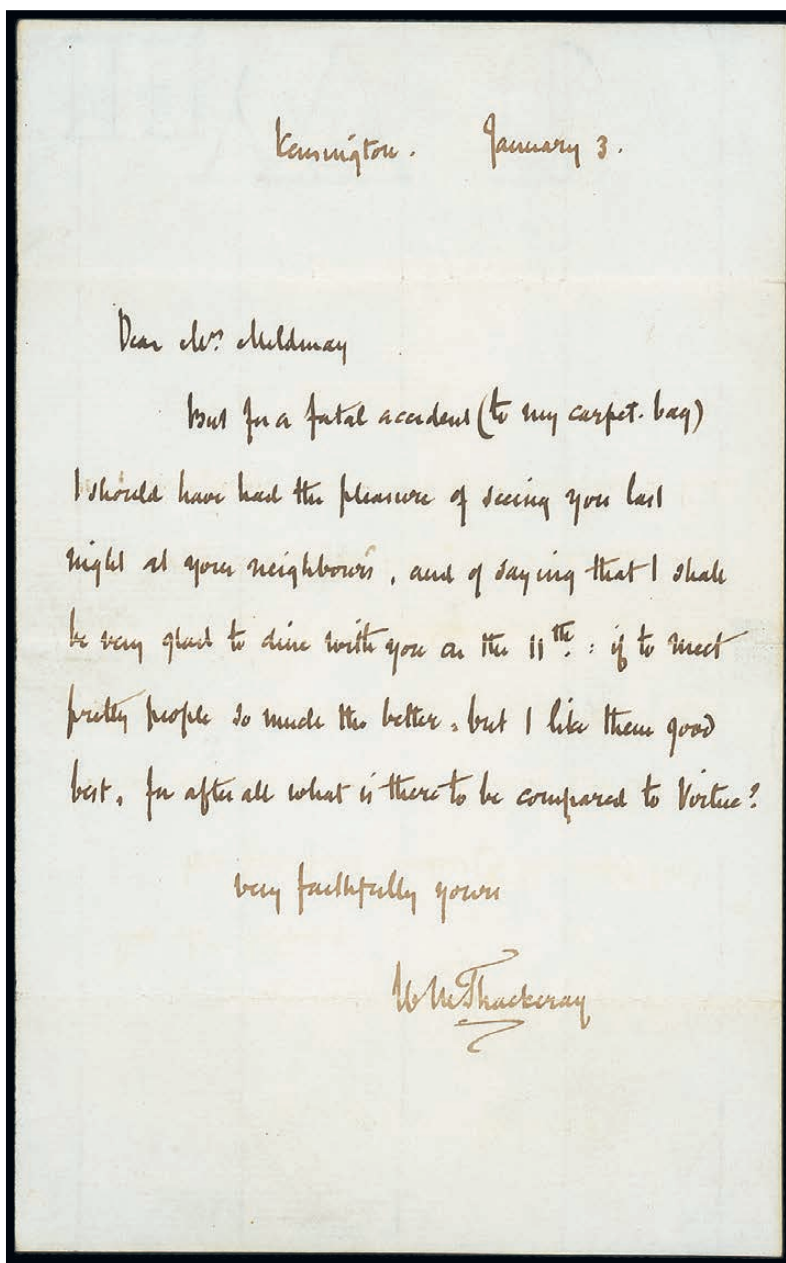 Kensington. January 3.
Dear Mrs. Mildmay
But for a fatal accident (to my carpet-bag)
I should have had the pleasure of seeing you last
night at your neighbours, and of saying that I shall
be very glad to dine with you on the 11th. : if to meet
pretty people so much the better, but I like them good
best, for after all what is there to be compared to Virtue?
very faithfully yours
W M Thackeray